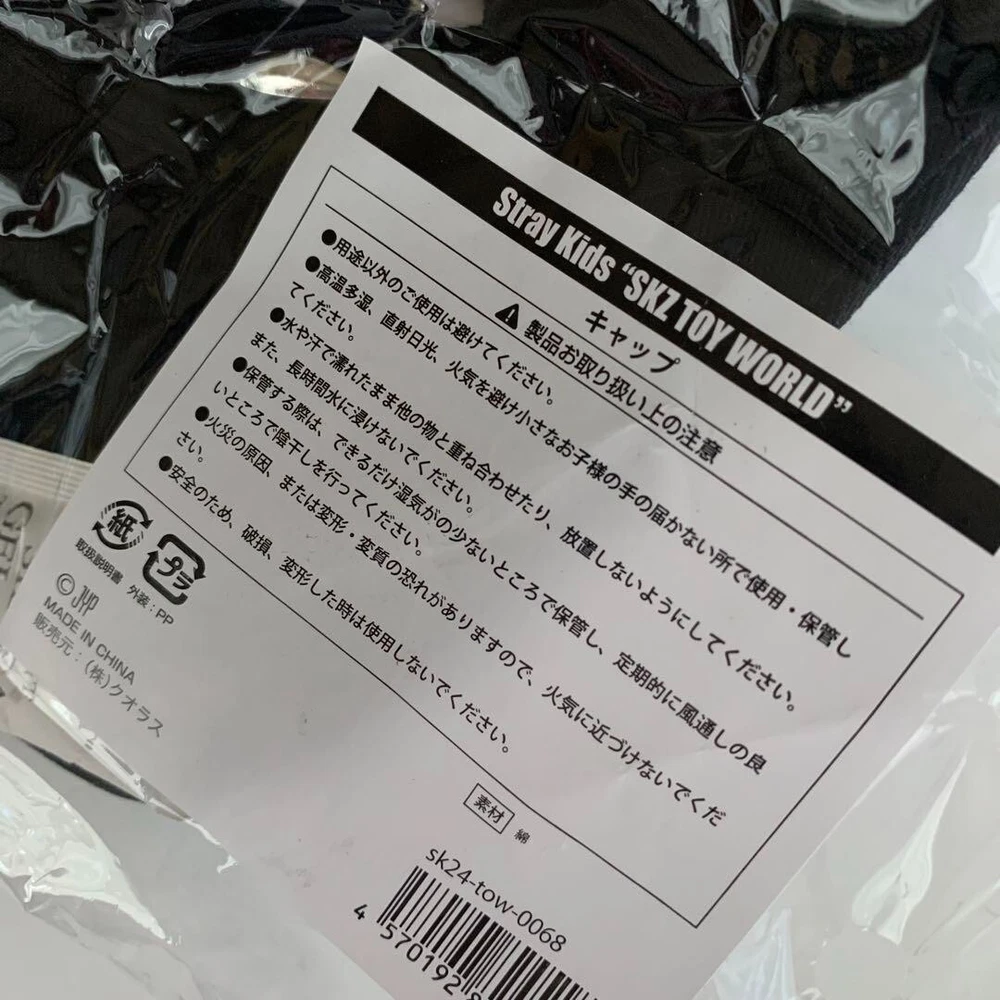 Stray Kids “SKZ TOY WORLD”
キャップ
製品お取り扱い上の注意
●用途以外のご使用は避けてください。
●高温多湿、直射日光、火気を避け小さなお子様の手の届かない所で使用・保管し
てください。
●水や汗で濡れたまま他の物と重ね合わせたり、放置しないようにしてください。
また、長時間水に浸けないでください。
●保管する際は、できるだけ湿気の少ないところで保管し、定期的に風通しの良
いところで陰干しを行ってください。
●火災の原因、または変形・変質の恐れがありますので、火気に近づけないでくだ
さい。
●安全のため、破損、変形した時は使用しないでください。
紙
プラ
取扱説明書 外装：PP
© JYP
MADE IN CHINA
販売元：(株)クオラス
素材 綿
sk24-tow-0068
4 570192